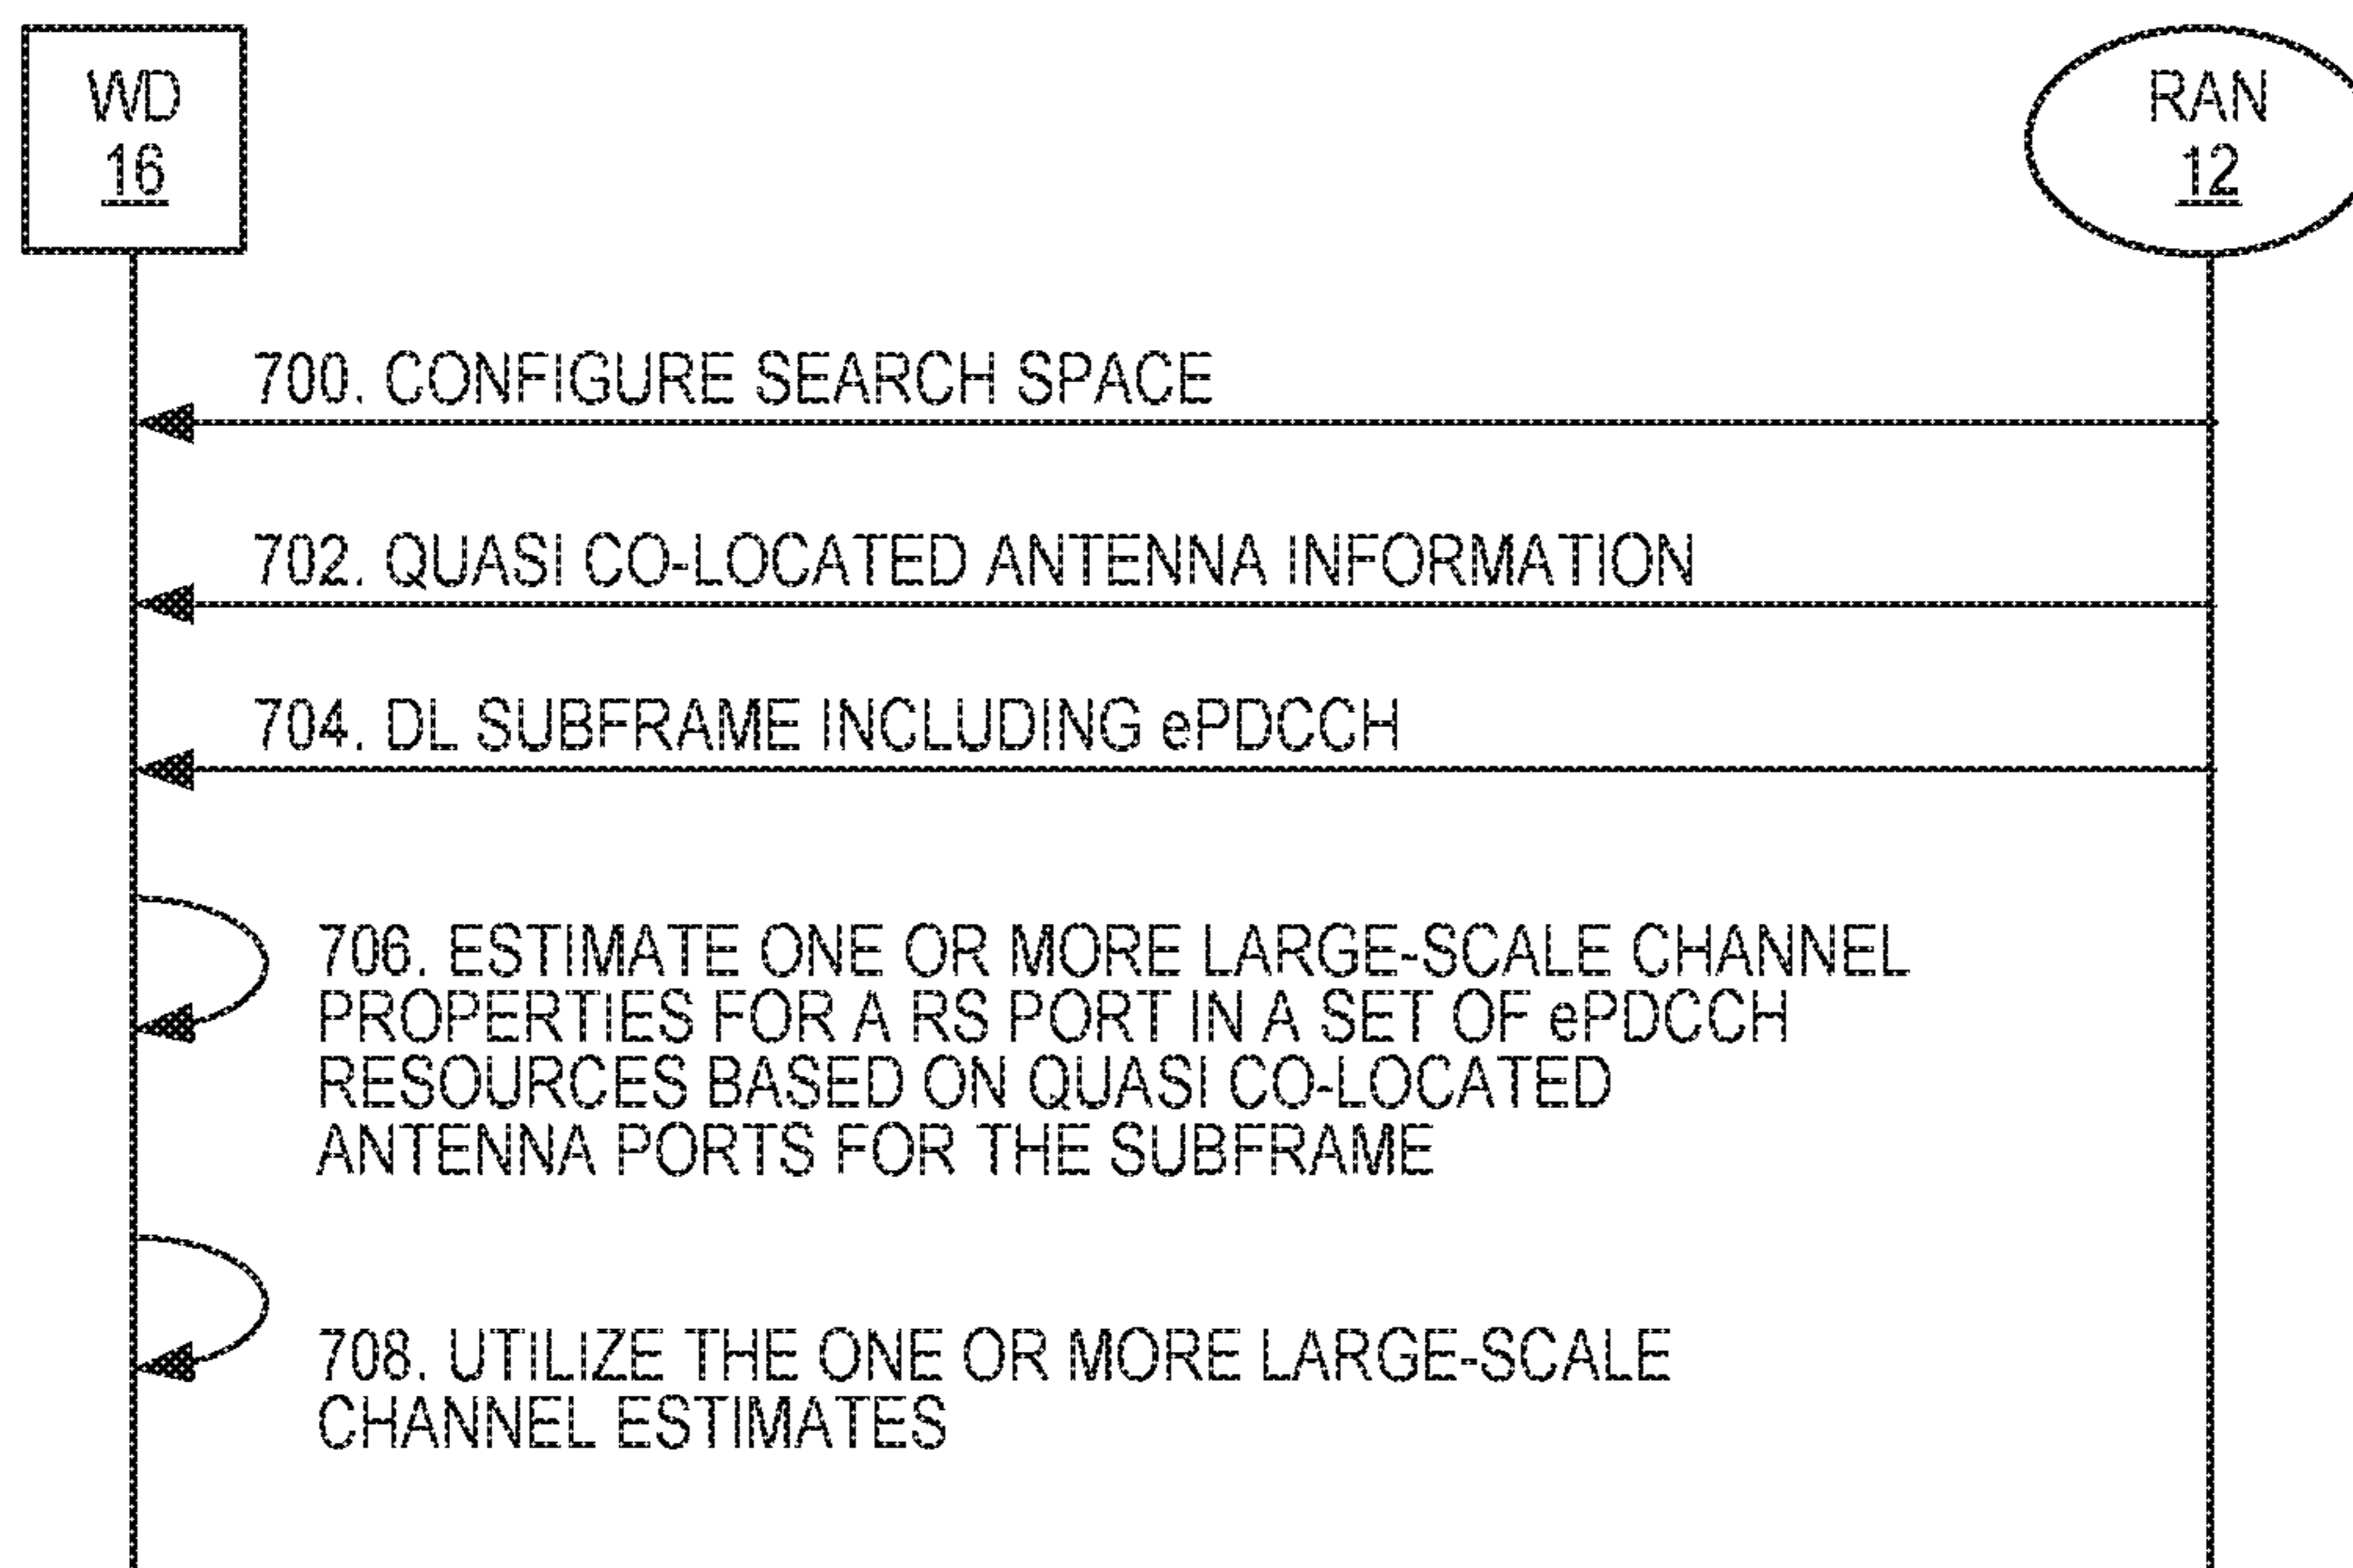 WD
16
RAN
12
700. CONFIGURE SEARCH SPACE
702. QUASI CO-LOCATED ANTENNA INFORMATION
704. DL SUBFRAME INCLUDING ePDCCH
706. ESTIMATE ONE OR MORE LARGE-SCALE CHANNEL
PROPERTIES FOR A RS PORT IN A SET OF ePDCCH
RESOURCES BASED ON QUASI CO-LOCATED
ANTENNA PORTS FOR THE SUBFRAME
708. UTILIZE THE ONE OR MORE LARGE-SCALE
CHANNEL ESTIMATES